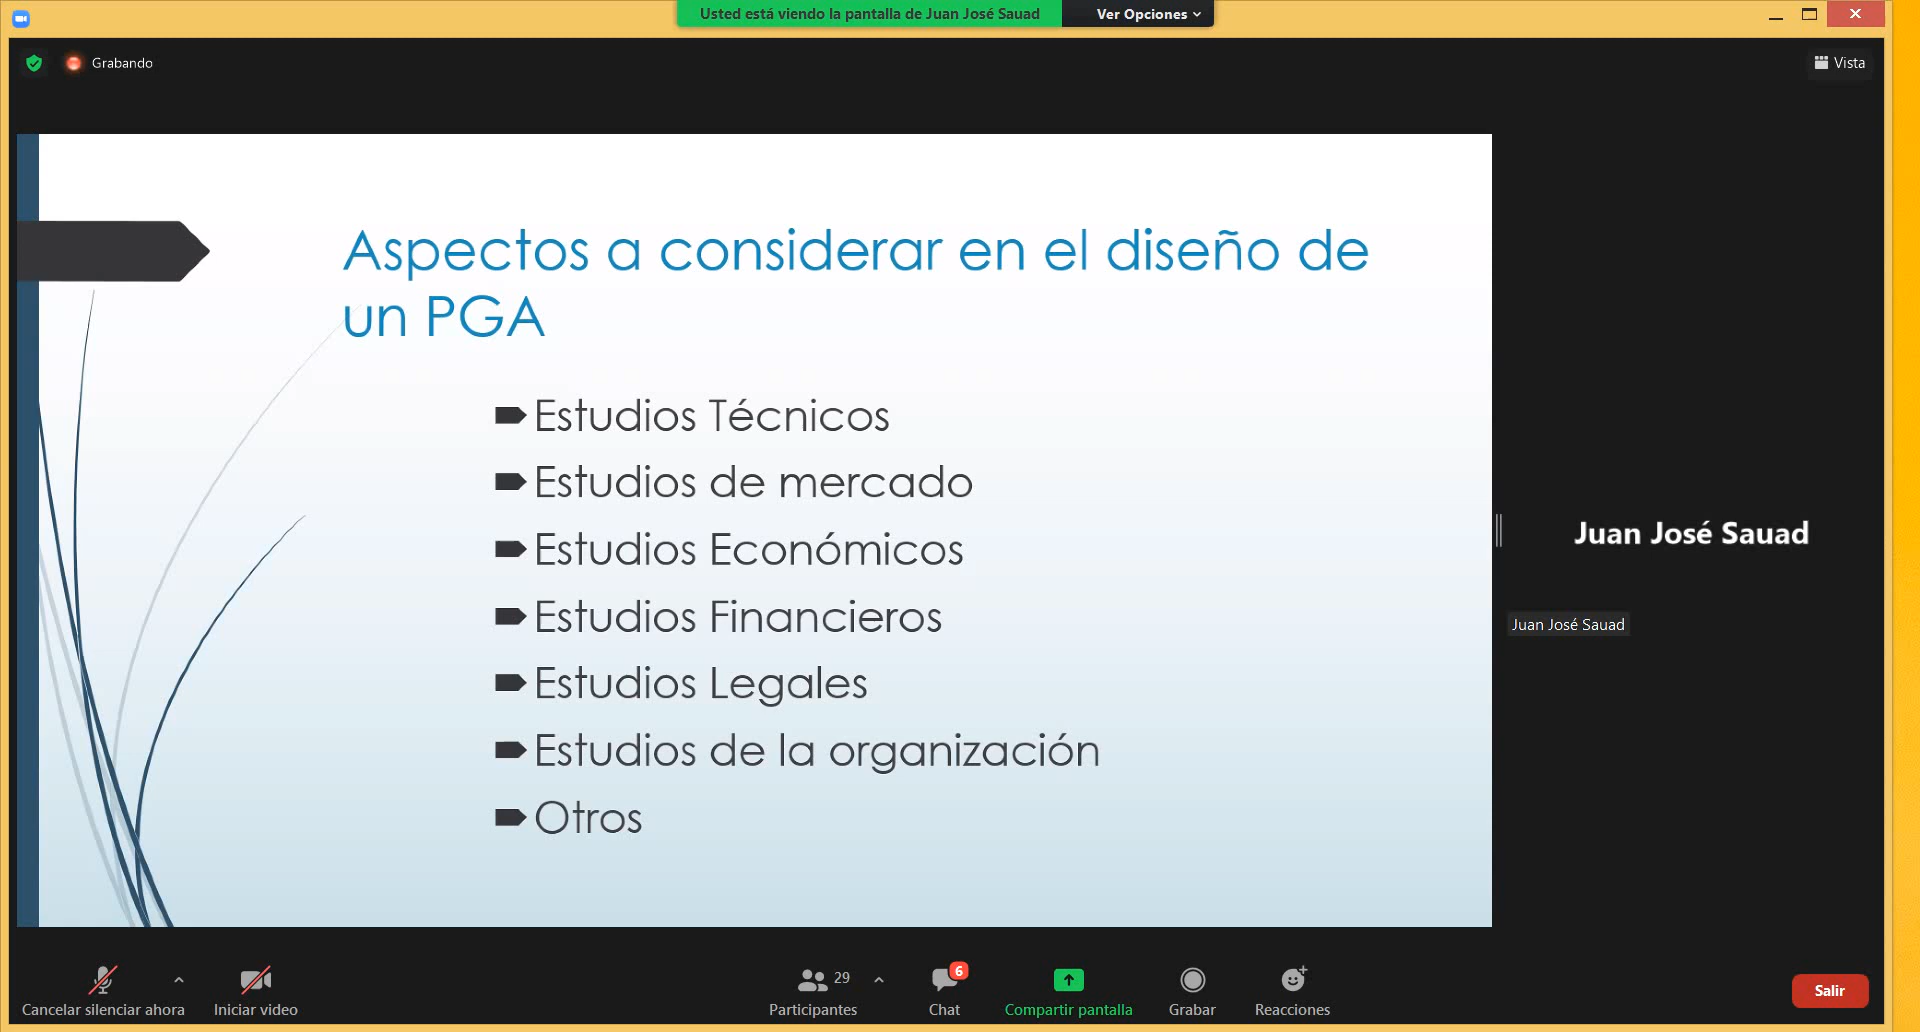 Usted está viendo la pantalla de Juan José Sauad
Ver Opciones
Grabando
Vista
Aspectos a considerar en el diseño de
un PGA
Estudios Técnicos
Estudios de mercado
Estudios Económicos
Estudios Financieros
Estudios Legales
Estudios de la organización
Otros
Juan José Sauad
Juan José Sauad
Cancelar silenciar ahora
Iniciar video
29
Participantes
6
Chat
Compartir pantalla
Grabar
Reacciones
Salir